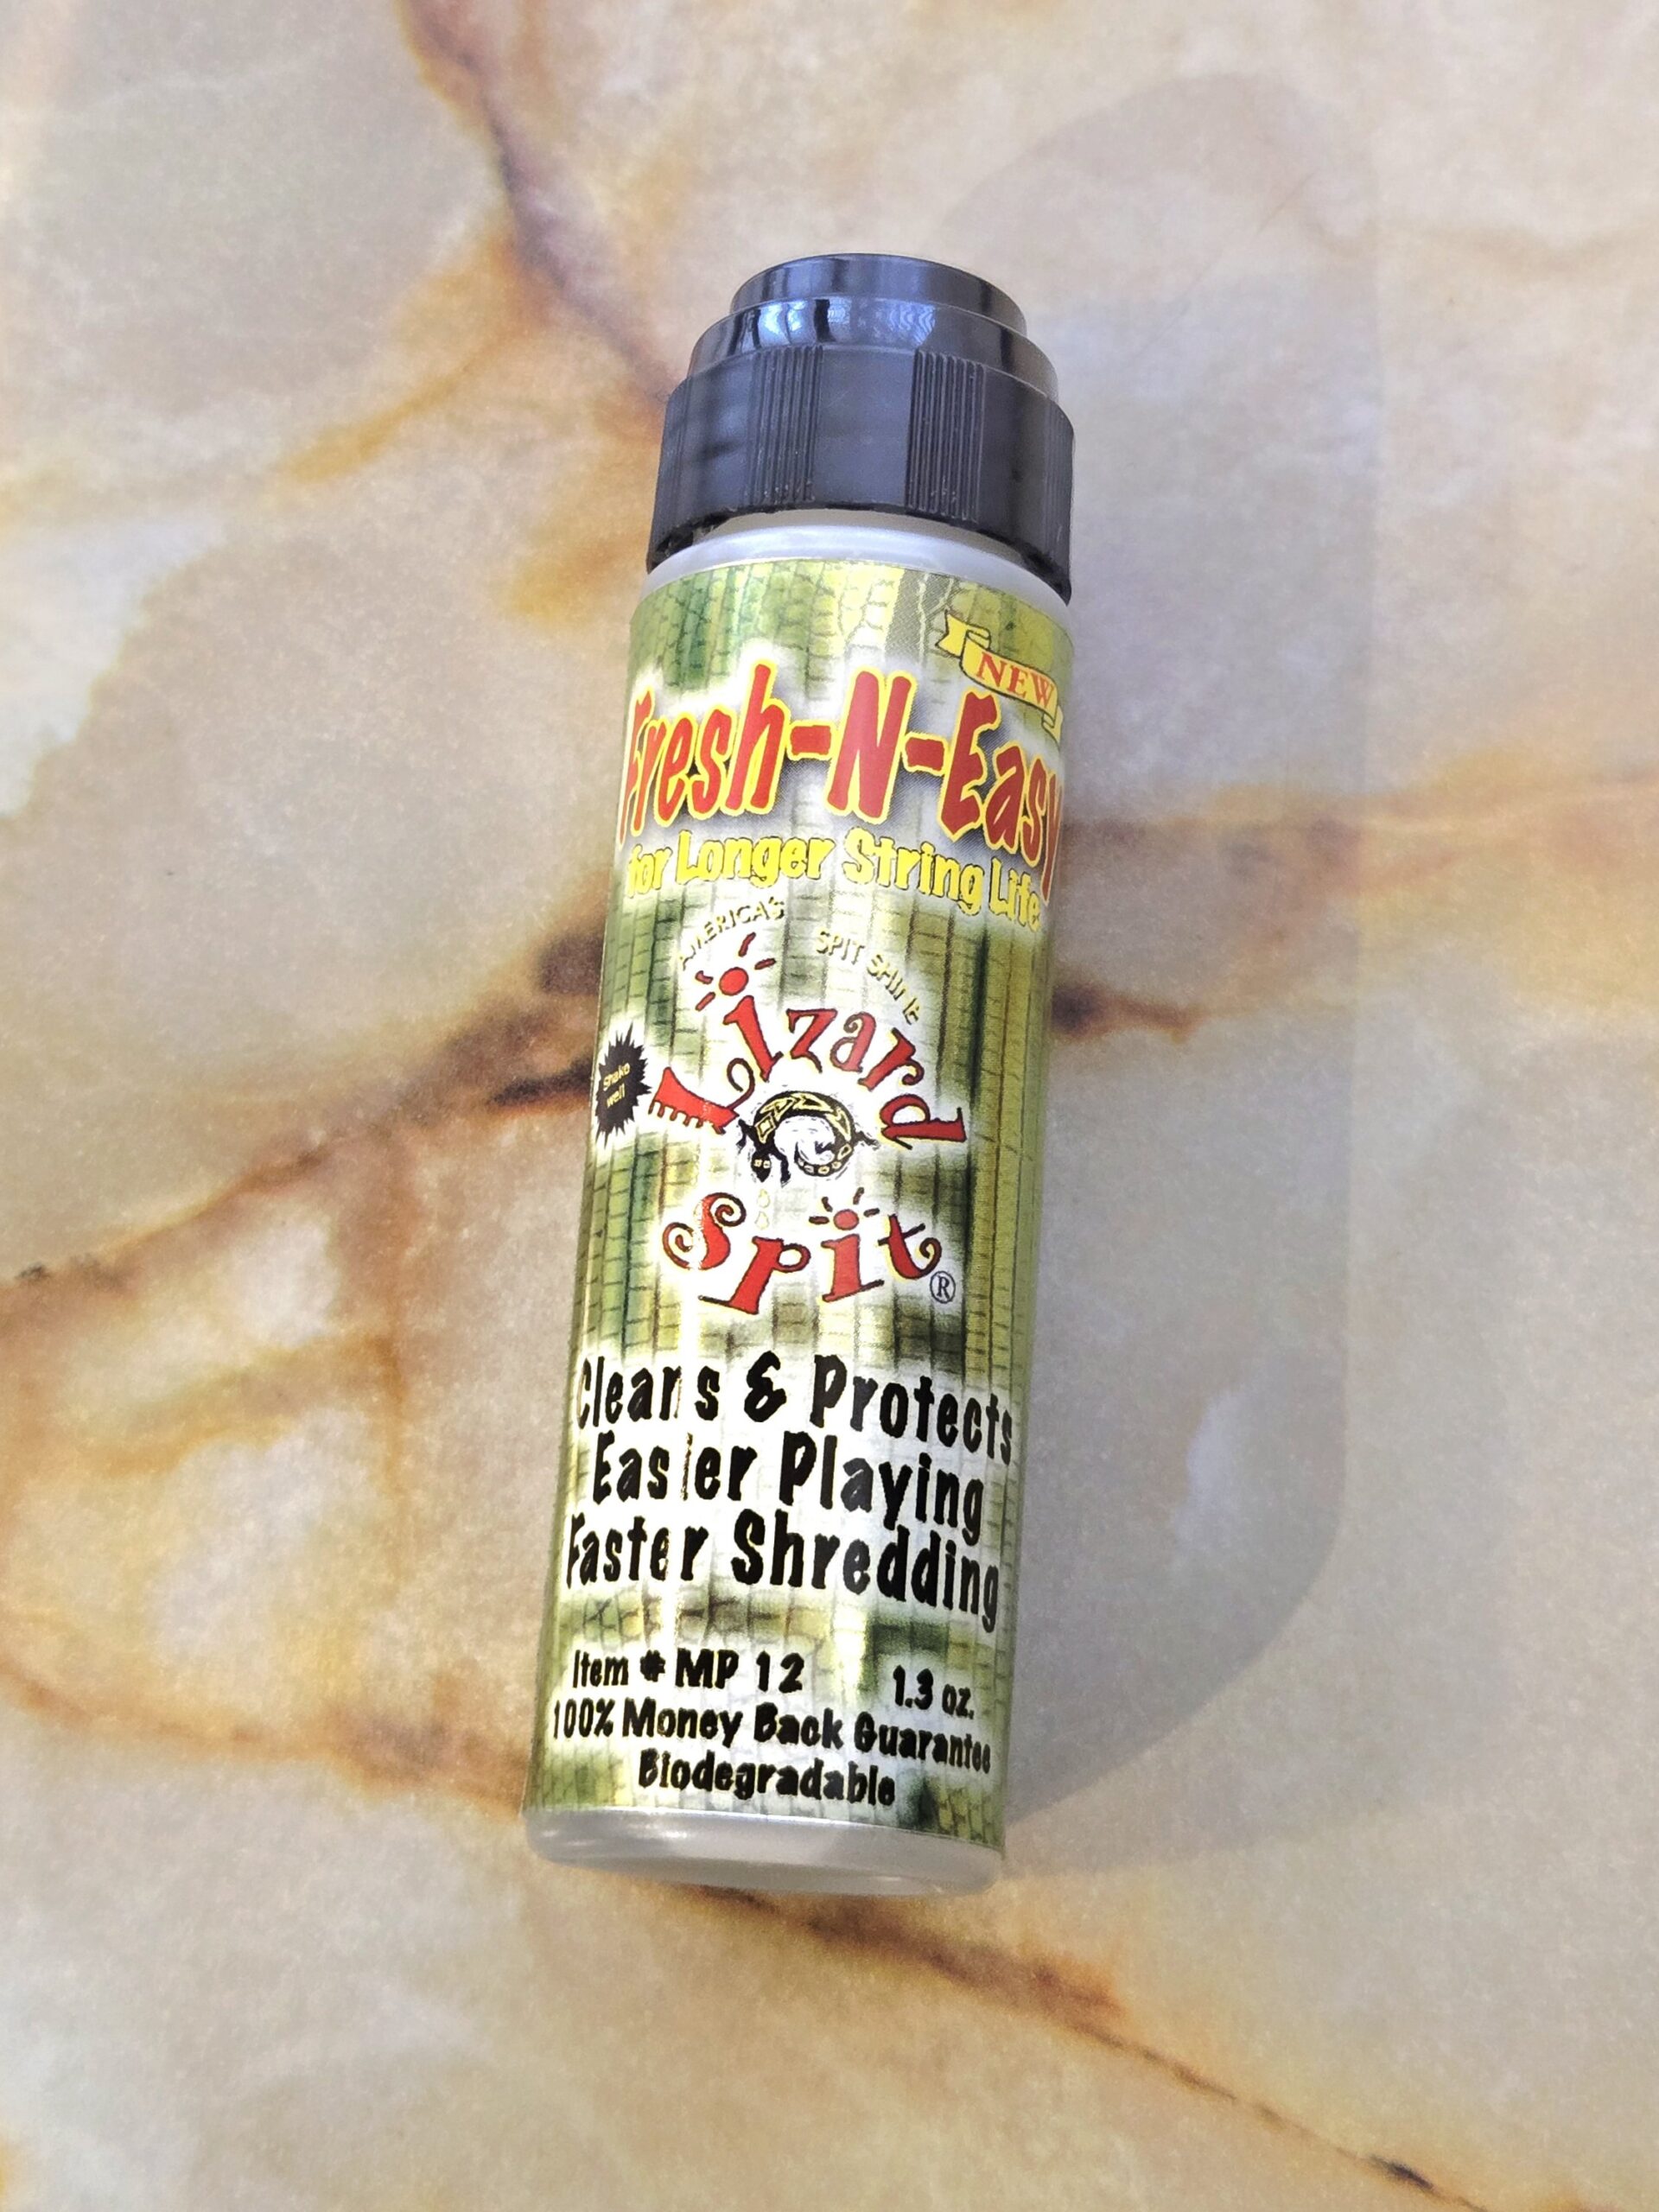 NEW
Fresh-N-Easy
for Longer String Life
AMERICA'S SPIT SHINE
Lizard
Shake
well
Spit®
Cleans & Protects
Easier Playing
Faster Shredding
Item # MP 12 1.3 oz.
100% Money Back Guarantee
Biodegradable